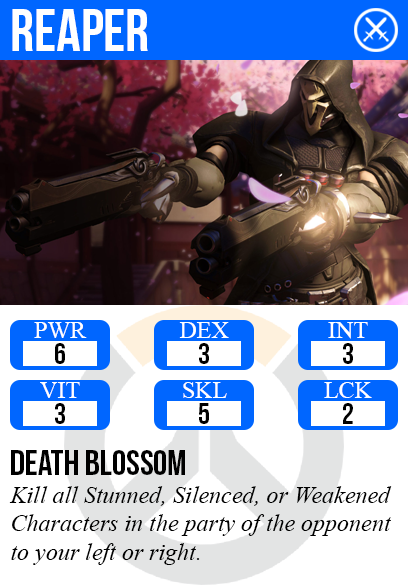 REAPER
PWR DEX INT
6 3 3
VIT SKL LCK
3 5 2
DEATH BLOSSOM
Kill all Stunned, Silenced, or Weakened
Characters in the party of the opponent
to your left or right.